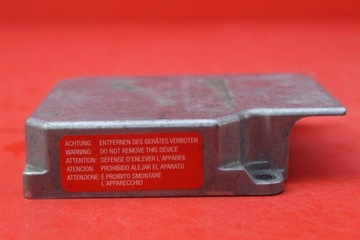 ACHTUNG: ENTFERNEN DES GERÄTES VERBOTEN
WARNING: DO NOT REMOVE THIS DEVICE
ATTENTION: DÉFENSE D'ENLEVER L'APPAREIL
ATENCION: PROHIBIDO ALEJAR EL APARATO
ATTENZIONE: È PROIBITO SMONTARE
L'APPARECCHIO